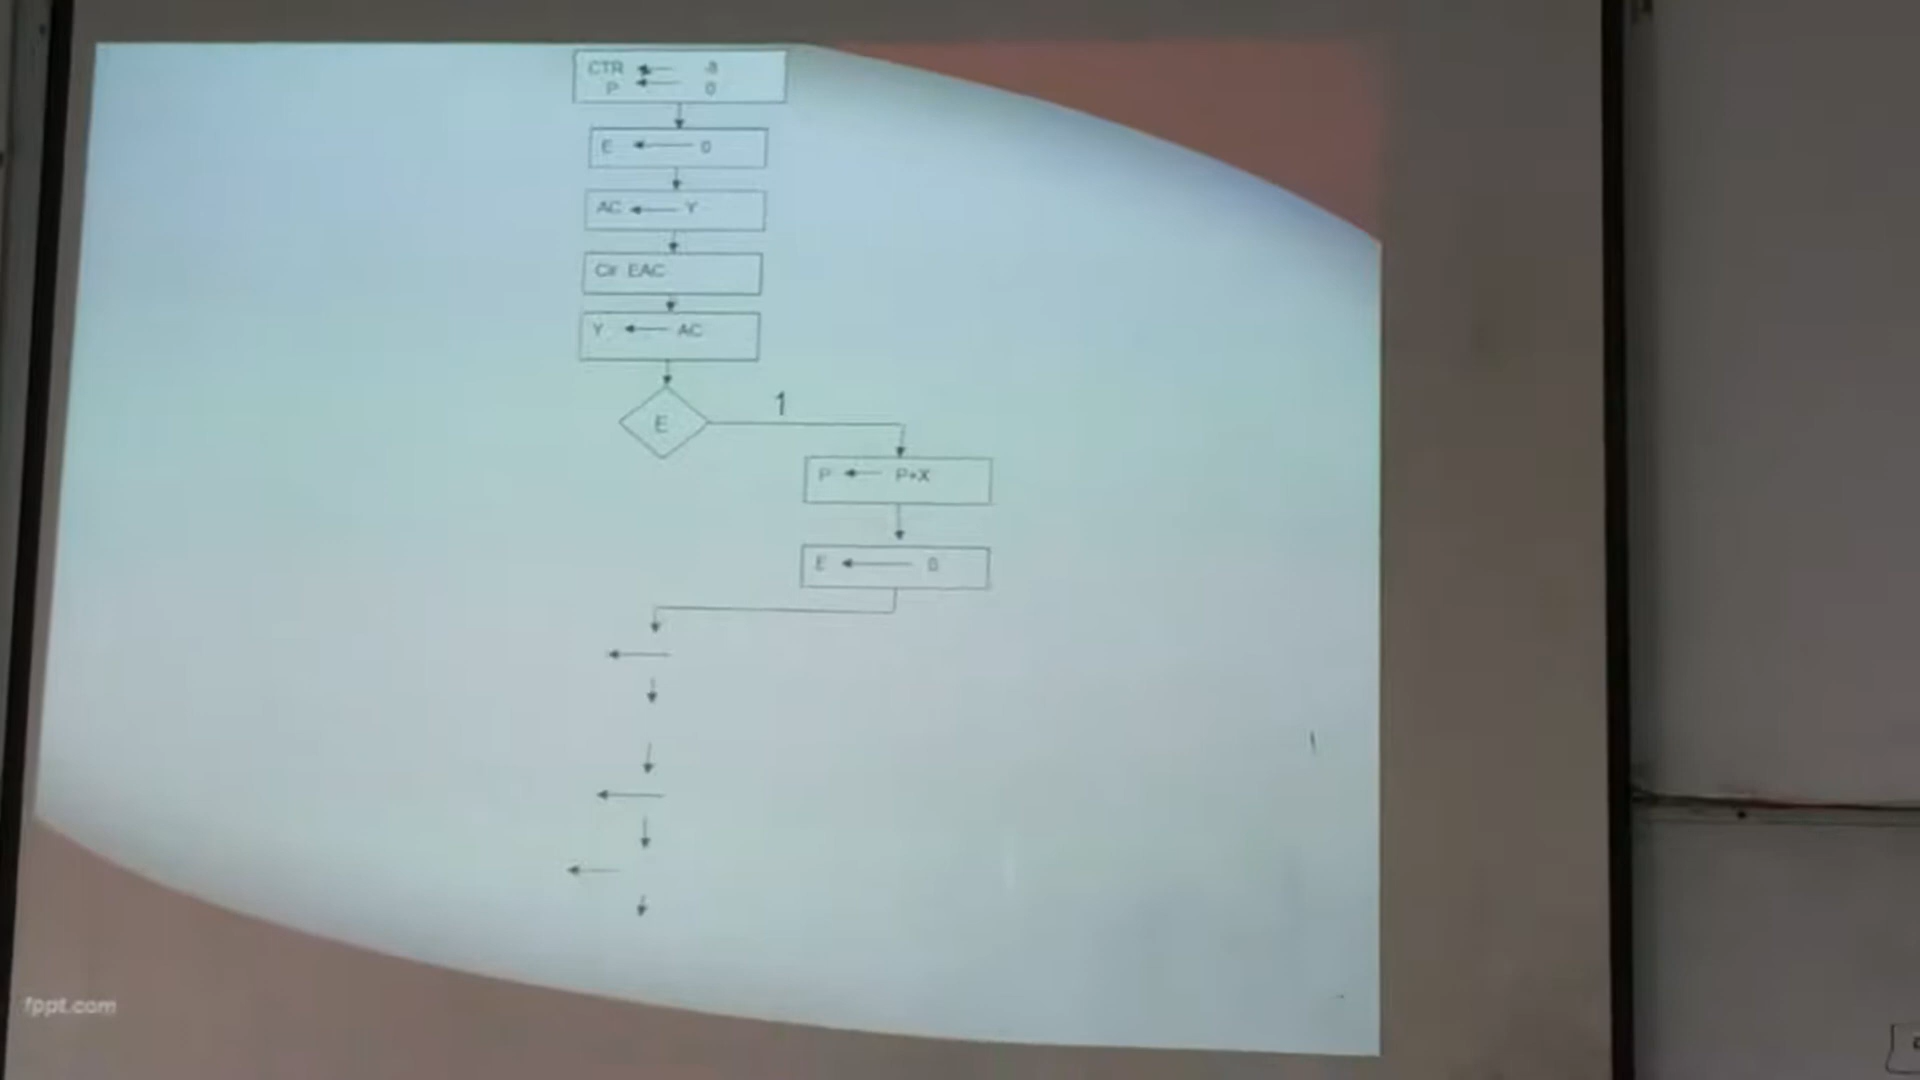 CTR ← -8
P ← 0
E ← 0
AC ← Y
Cir EAC
Y ← AC
E
1
P ← P+X
E ← 0
fppt.com